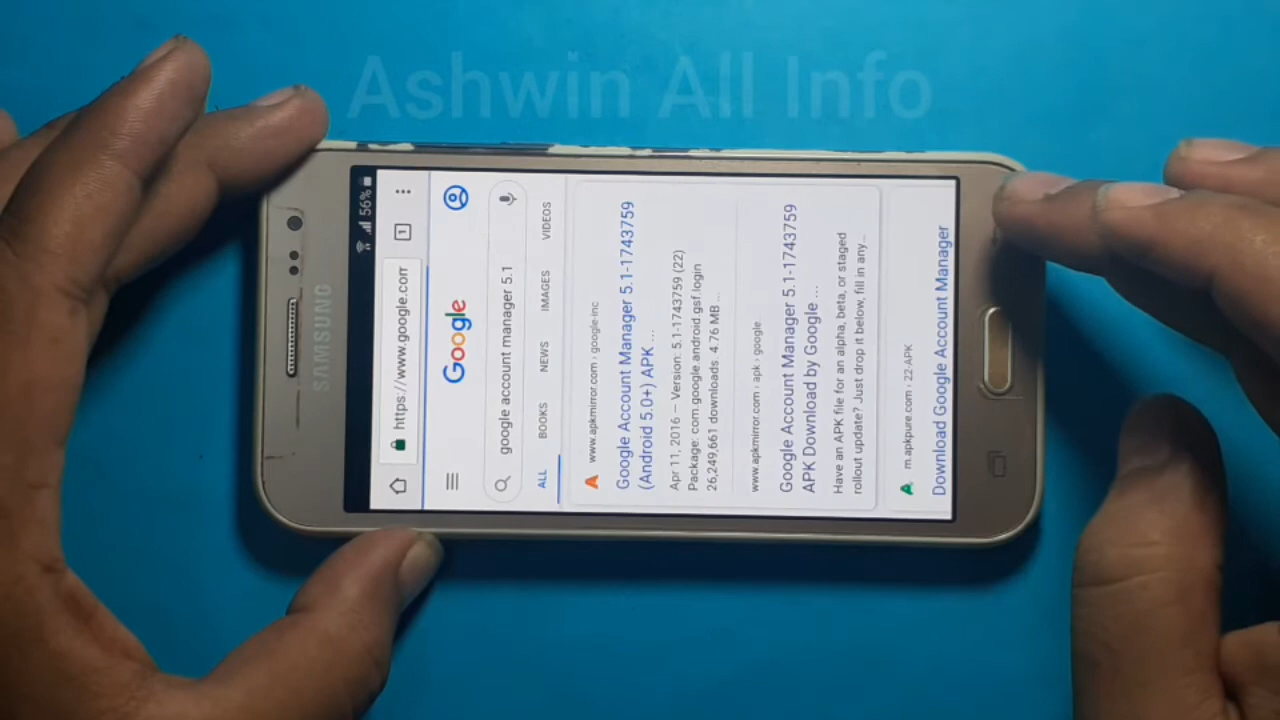 Ashwin All Info
SAMSUNG
56%
https://www.google.com
1
Google
google account manager 5.1
ALL BOOKS NEWS IMAGES VIDEOS
www.apkmirror.com › google-inc
Google Account Manager 5.1-1743759
(Android 5.0+) APK ...
Apr 11, 2016 — Version: 5.1-1743759 (22)
Package: com.google.android.gsf.login
26,249,661 downloads. 4.76 MB ...
www.apkmirror.com › apk › google
Google Account Manager 5.1-1743759
APK Download by Google ...
Have an APK file for an alpha, beta, or staged
rollout update? Just drop it below, fill in any...
m.apkpure.com › 22-APK
Download Google Account Manager